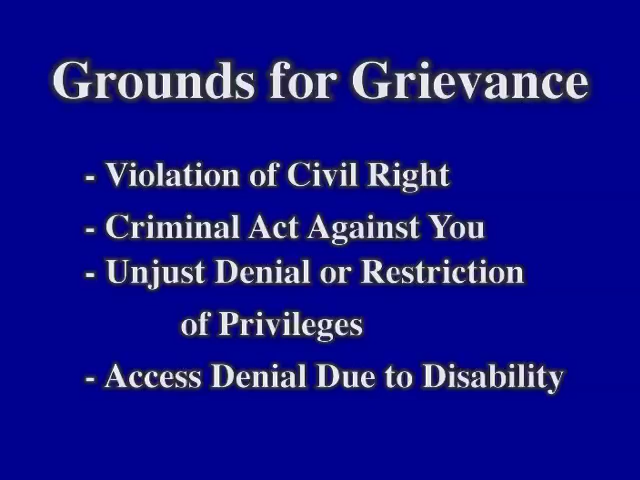 Grounds for Grievance
- Violation of Civil Right
- Criminal Act Against You
- Unjust Denial or Restriction
of Privileges
- Access Denial Due to Disability